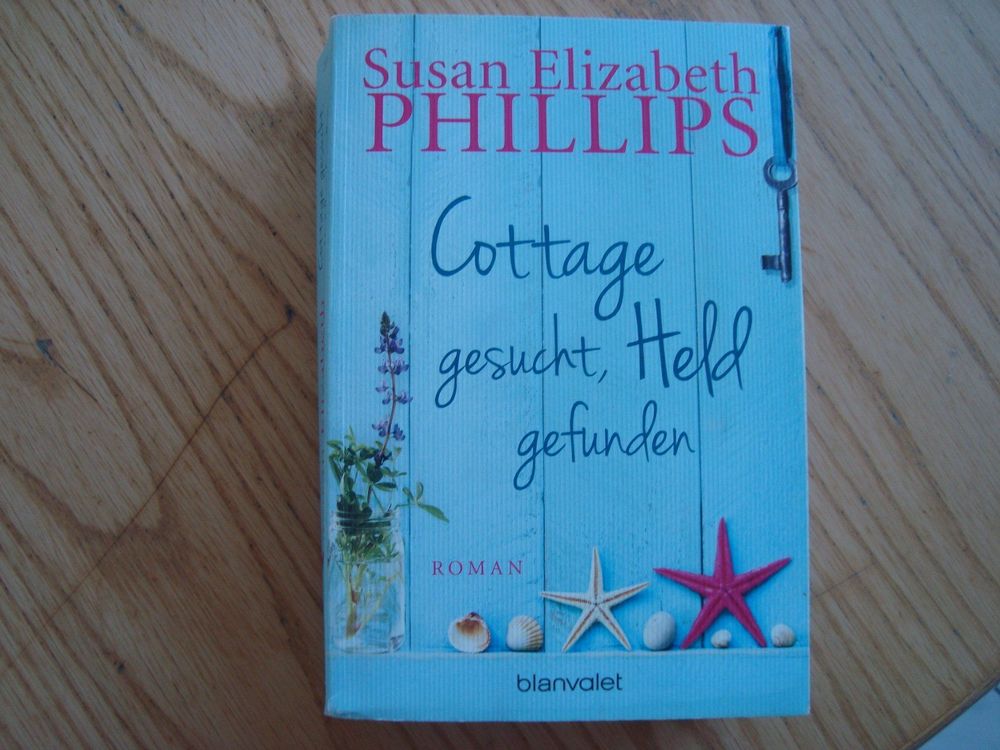 Susan Elizabeth
PHILLIPS
Cottage
gesucht, Held
gefunden
ROMAN
blanvalet